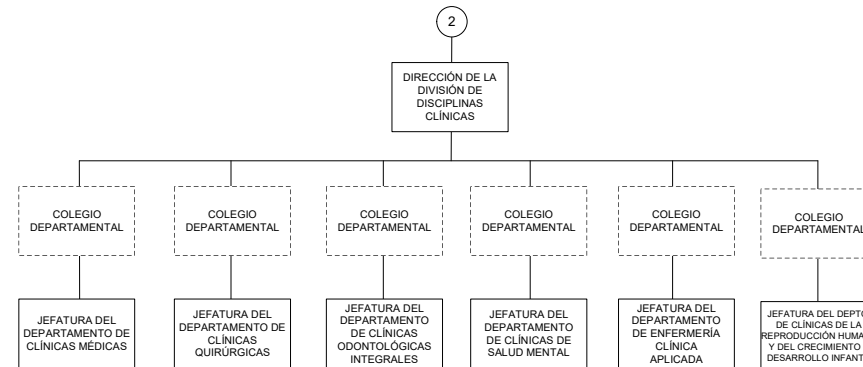 2
DIRECCIÓN DE LA
DIVISIÓN DE
DISCIPLINAS
CLÍNICAS
COLEGIO
DEPARTAMENTAL
COLEGIO
DEPARTAMENTAL
COLEGIO
DEPARTAMENTAL
COLEGIO
DEPARTAMENTAL
COLEGIO
DEPARTAMENTAL
COLEGIO
DEPARTAMENTAL
JEFATURA DEL
DEPARTAMENTO DE
CLÍNICAS MÉDICAS
JEFATURA DEL
DEPARTAMENTO DE
CLÍNICAS
QUIRÚRGICAS
JEFATURA DEL
DEPARTAMENTO
DE CLÍNICAS
ODONTOLÓGICAS
INTEGRALES
JEFATURA DEL
DEPARTAMENTO
DE CLÍNICAS DE
SALUD MENTAL
JEFATURA DEL
DEPARTAMENTO
DE ENFERMERÍA
CLÍNICA
APLICADA
JEFATURA DEL
DE CLÍNICAS DE LA
REPRODUCCIÓN
Y DEL CRECIMIENTO
DESARROLLO